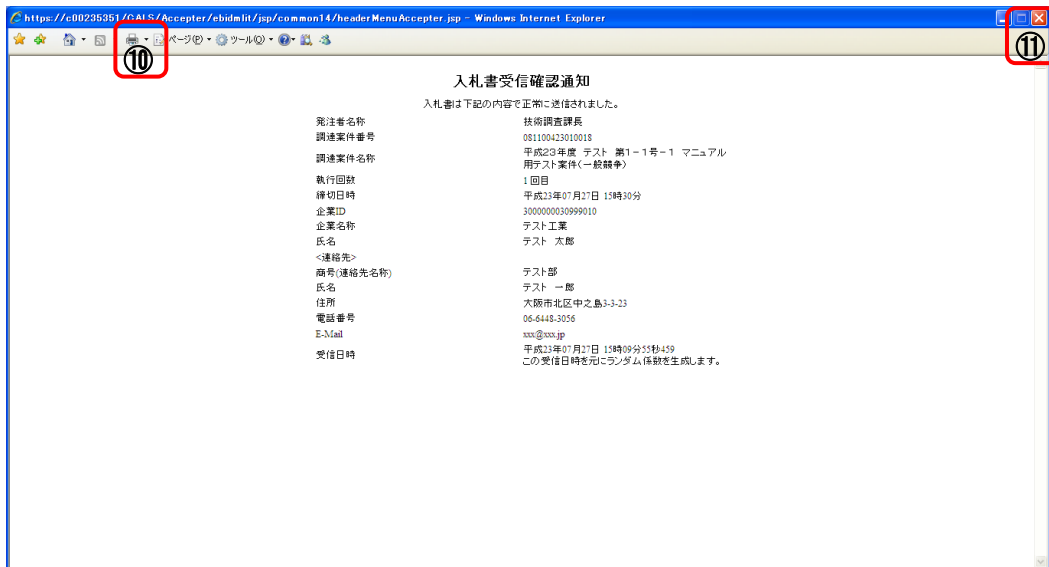 https://c00235351/CALS/Accepter/ebidmlit/jsp/common14/headerMenuAccepter.jsp - Windows Internet Explorer
ページ(P) ツール(O)
⑩
⑪
入札書受信確認通知
入札書は下記の内容で正常に送信されました。
発注者名称 技術調査課長
調達案件番号 081100423010018
調達案件名称 平成23年度 テスト 第1-1号-1 マニュアル
用テスト案件(一般競争)
執行回数 1回目
締切日時 平成23年07月27日 15時30分
企業ID 3000000030999010
企業名称 テスト工業
氏名 テスト 太郎
<連絡先>
商号(連絡先名称) テスト部
氏名 テスト 一郎
住所 大阪市北区中之島3-3-23
電話番号 06-6448-3056
E-Mail xxx@xxx.jp
受信日時 平成23年07月27日 15時09分55秒459
この受信日時を元にランダム係数を生成します。